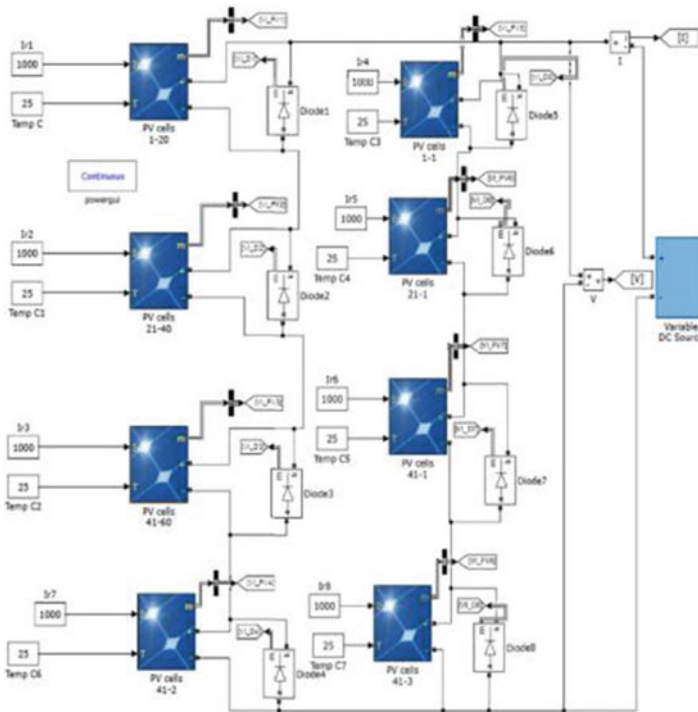 Ir1
1000
25
Temp C
PV cells
1-20
[VI_PV1]
Diode1
Continuous
powergui
Ir2
1000
25
Temp C1
PV cells
21-40
[VI_PV2]
Diode2
Ir3
1000
25
Temp C2
PV cells
41-60
[VI_PV3]
Diode3
Ir7
1000
25
Temp C6
PV cells
41-2
[VI_PV4]
Diode4
Ir4
1000
25
Temp C3
PV cells
1-1
Diode5
Ir5
1000
25
Temp C4
PV cells
21-1
Diode6
Ir6
1000
25
Temp C5
PV cells
41-1
Diode7
Ir8
1000
25
Temp C7
PV cells
41-3
Diode8
I
[I]
V
[V]
Variable
DC Sourc